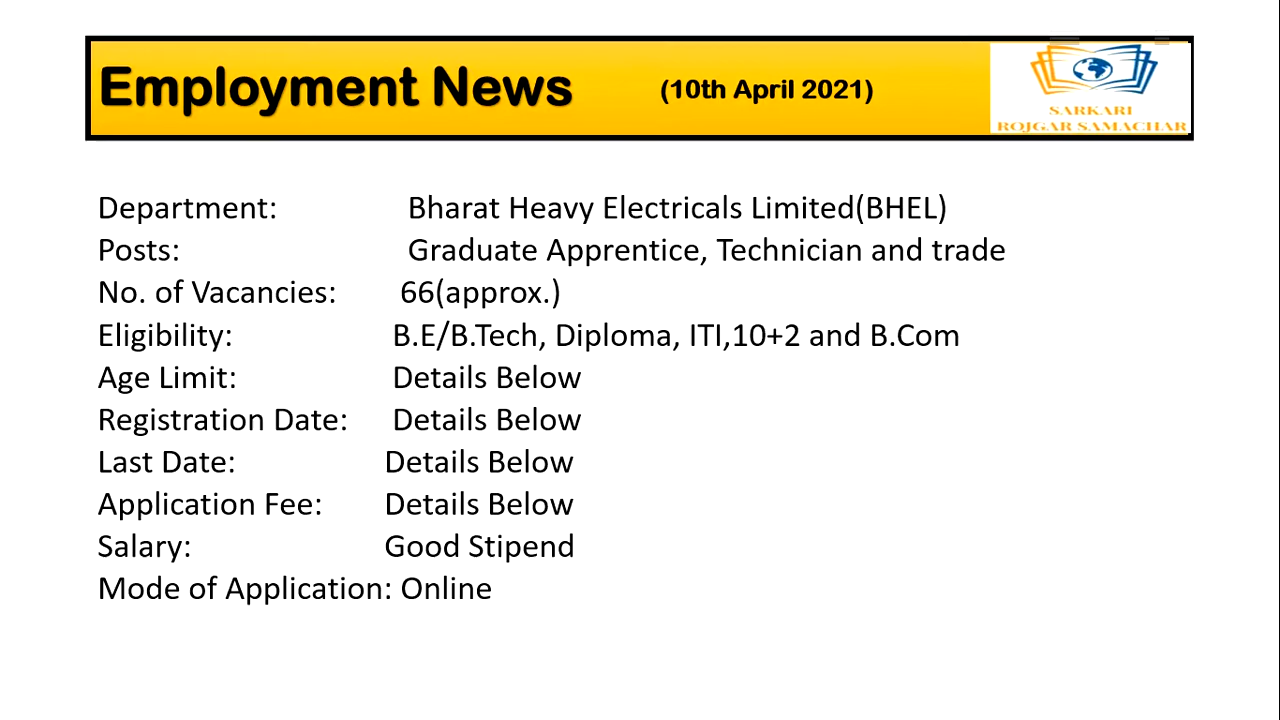 Employment News (10th April 2021)
SARKARI
ROJGAR SAMACHAR
Department: Bharat Heavy Electricals Limited(BHEL)
Posts: Graduate Apprentice, Technician and trade
No. of Vacancies: 66(approx.)
Eligibility: B.E/B.Tech, Diploma, ITI,10+2 and B.Com
Age Limit: Details Below
Registration Date: Details Below
Last Date: Details Below
Application Fee: Details Below
Salary: Good Stipend
Mode of Application: Online